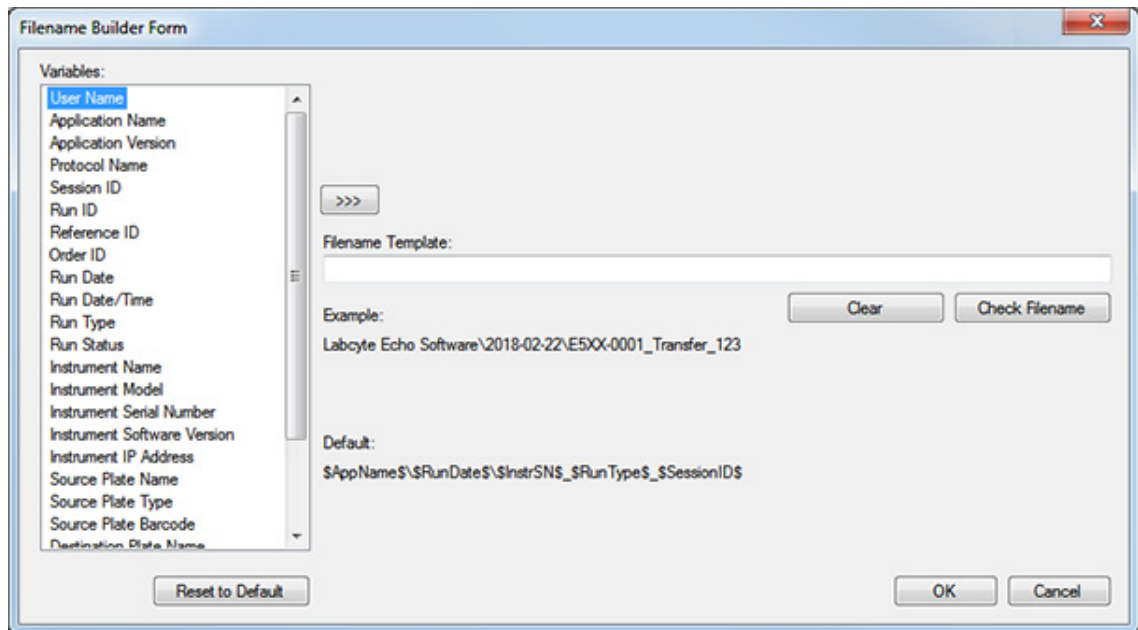 Filename Builder Form
Variables:
User Name
Application Name
Application Version
Protocol Name
Session ID
Run ID
Reference ID
Order ID
Run Date
Run Date/Time
Run Type
Run Status
Instrument Name
Instrument Model
Instrument Serial Number
Instrument Software Version
Instrument IP Address
Source Plate Name
Source Plate Type
Source Plate Barcode
Destination Plate Name
>>>
Filename Template:
Clear
Check Filename
Example:
Labcyte Echo Software\2018-02-22\E5XX-0001_Transfer_123
Default:
$AppName$\$RunDate$\$InstrSN$_$RunType$_$SessionID$
Reset to Default
OK
Cancel